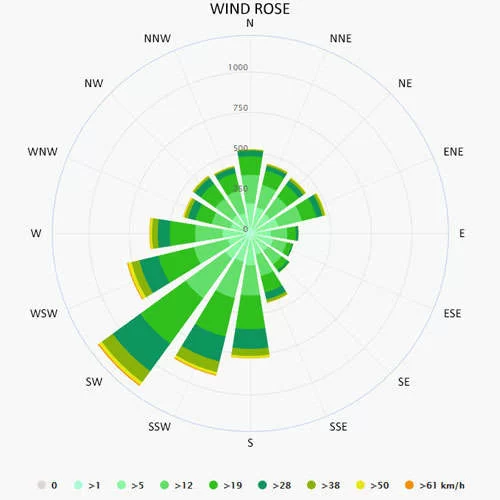 WIND ROSE
N
NNW
NNE
1000
NW
NE
750
500
WNW
ENE
250
W
0
E
WSW
ESE
SW
SE
SSW
SSE
S
0 >1 >5 >12 >19 >28 >38 >50 >61 km/h